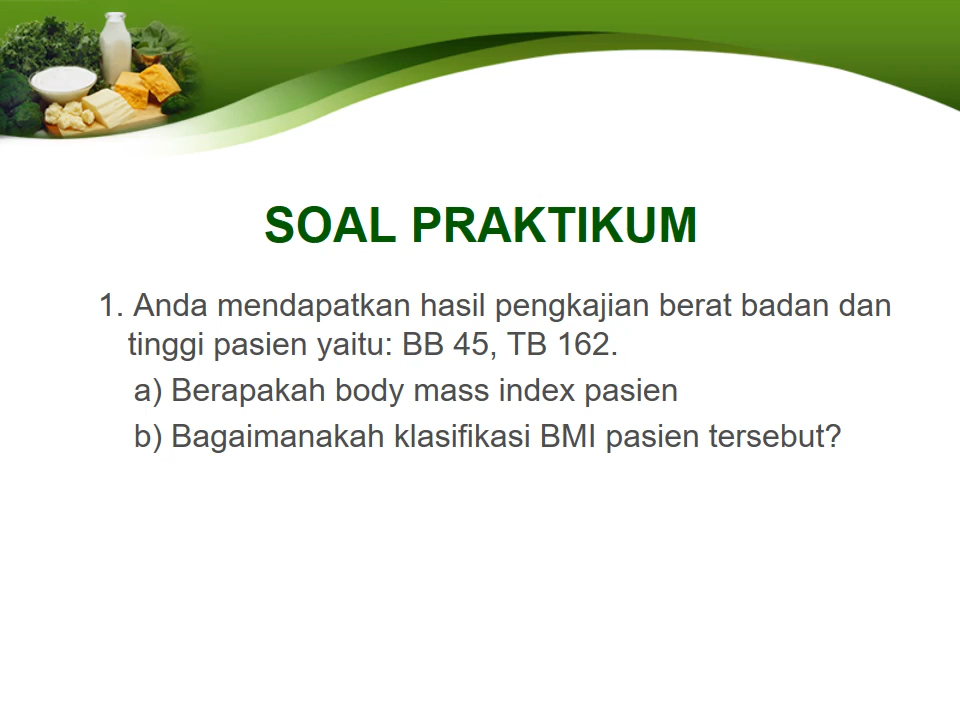 SOAL PRAKTIKUM
1. Anda mendapatkan hasil pengkajian berat badan dan
tinggi pasien yaitu: BB 45, TB 162.
a) Berapakah body mass index pasien
b) Bagaimanakah klasifikasi BMI pasien tersebut?